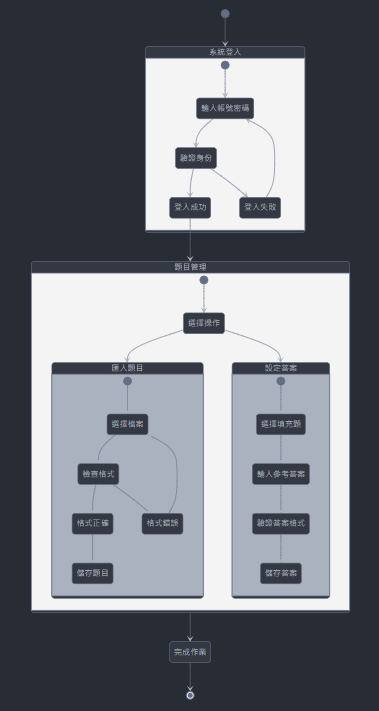 系統登入
輸入帳號密碼
驗證身份
登入成功
登入失敗
題目管理
選擇操作
匯入題目
設定答案
選擇檔案
選擇填充題
檢查格式
輸入參考答案
格式正確
格式錯誤
驗證答案格式
儲存題目
儲存答案
完成作業